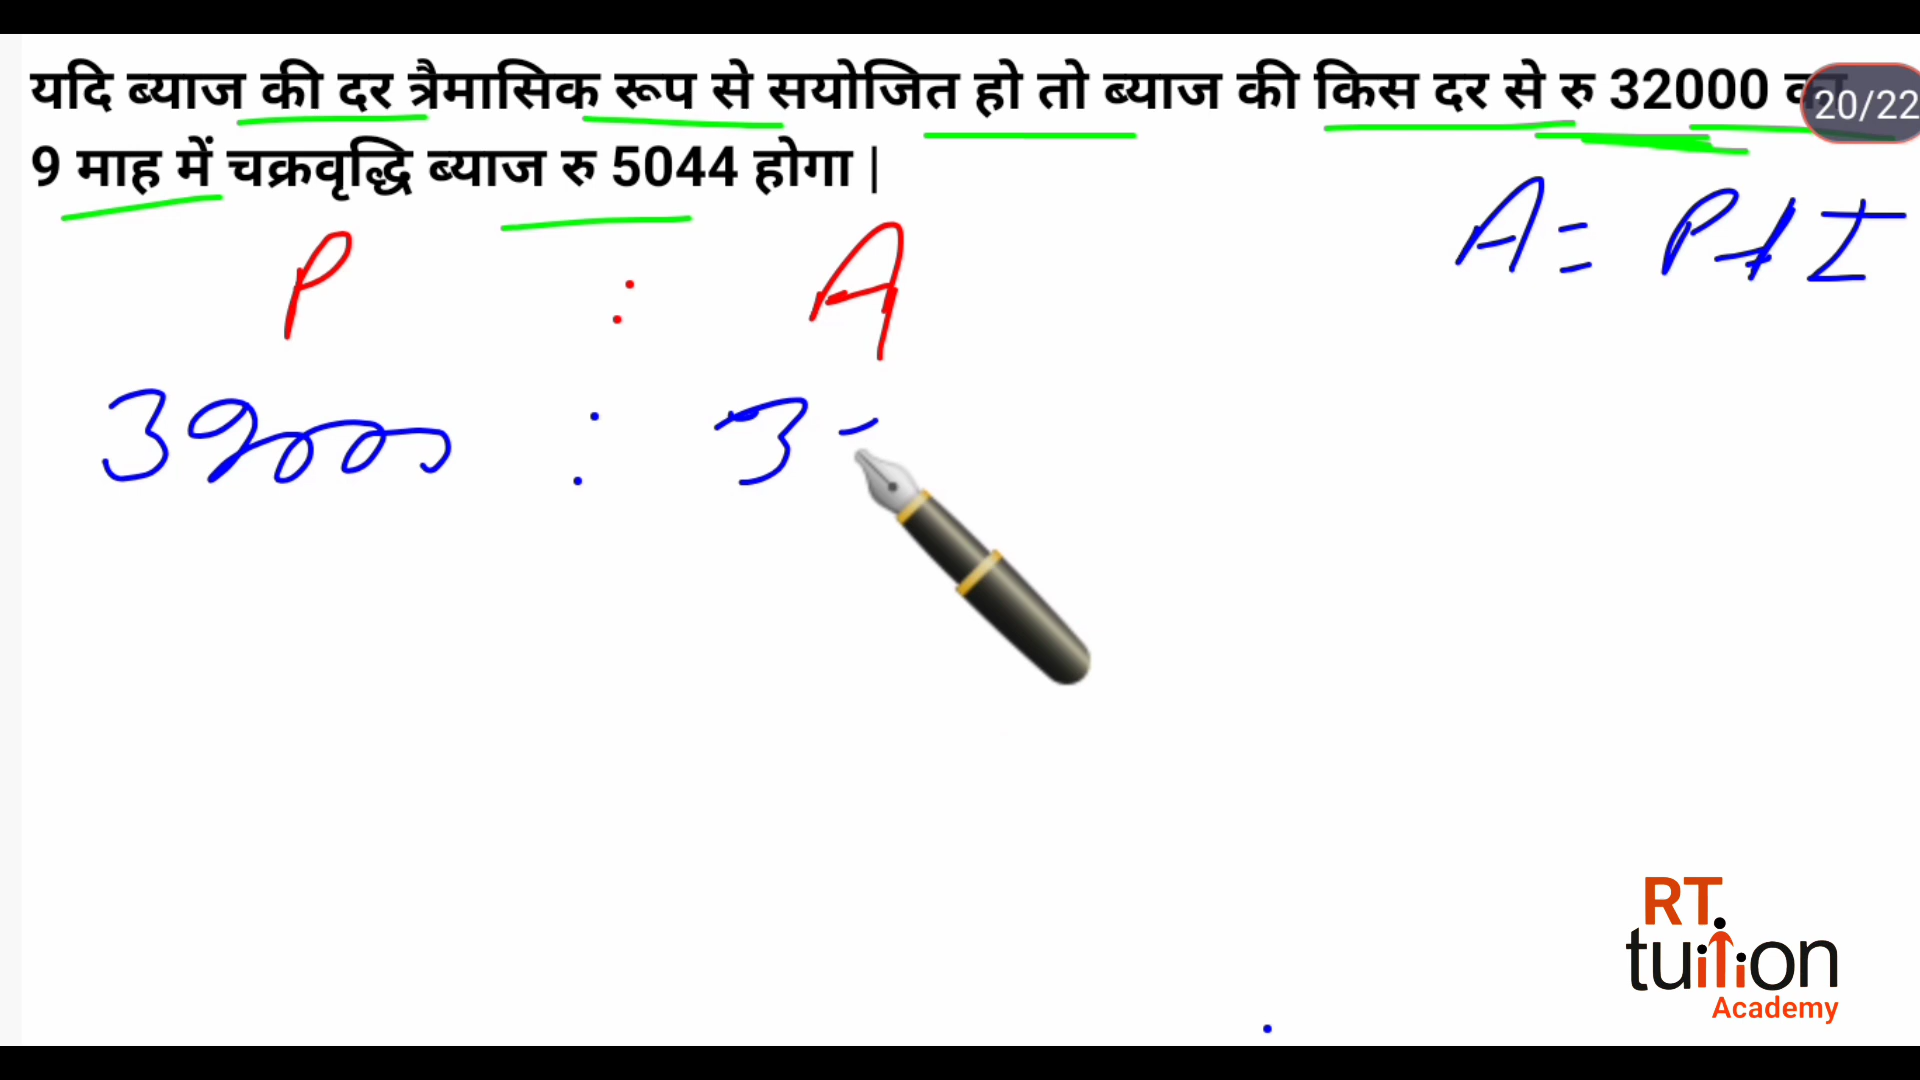 यदि ब्याज की दर त्रैमासिक रूप से सयोजित हो तो ब्याज की किस दर से रु 32000
20/22
9 माह में चक्रवृद्धि ब्याज रु 5044 होगा |
A = P + I
P : A
32000 : 3
RT
tuition
Academy